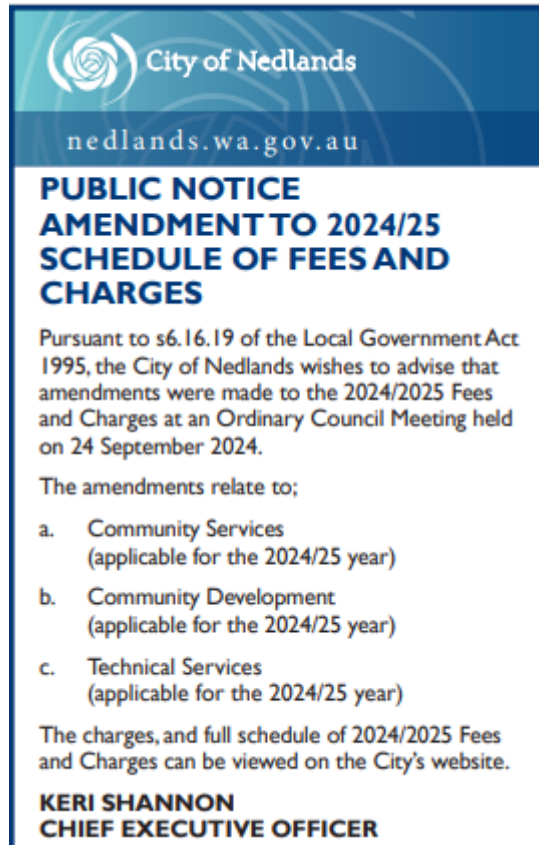 City of Nedlands
nedlands.wa.gov.au
PUBLIC NOTICE
AMENDMENT TO 2024/25
SCHEDULE OF FEES AND
CHARGES
Pursuant to s6.16.19 of the Local Government Act
1995, the City of Nedlands wishes to advise that
amendments were made to the 2024/2025 Fees
and Charges at an Ordinary Council Meeting held
on 24 September 2024.
The amendments relate to;
a. Community Services
(applicable for the 2024/25 year)
b. Community Development
(applicable for the 2024/25 year)
c. Technical Services
(applicable for the 2024/25 year)
The charges, and full schedule of 2024/2025 Fees
and Charges can be viewed on the City's website.
KERI SHANNON
CHIEF EXECUTIVE OFFICER